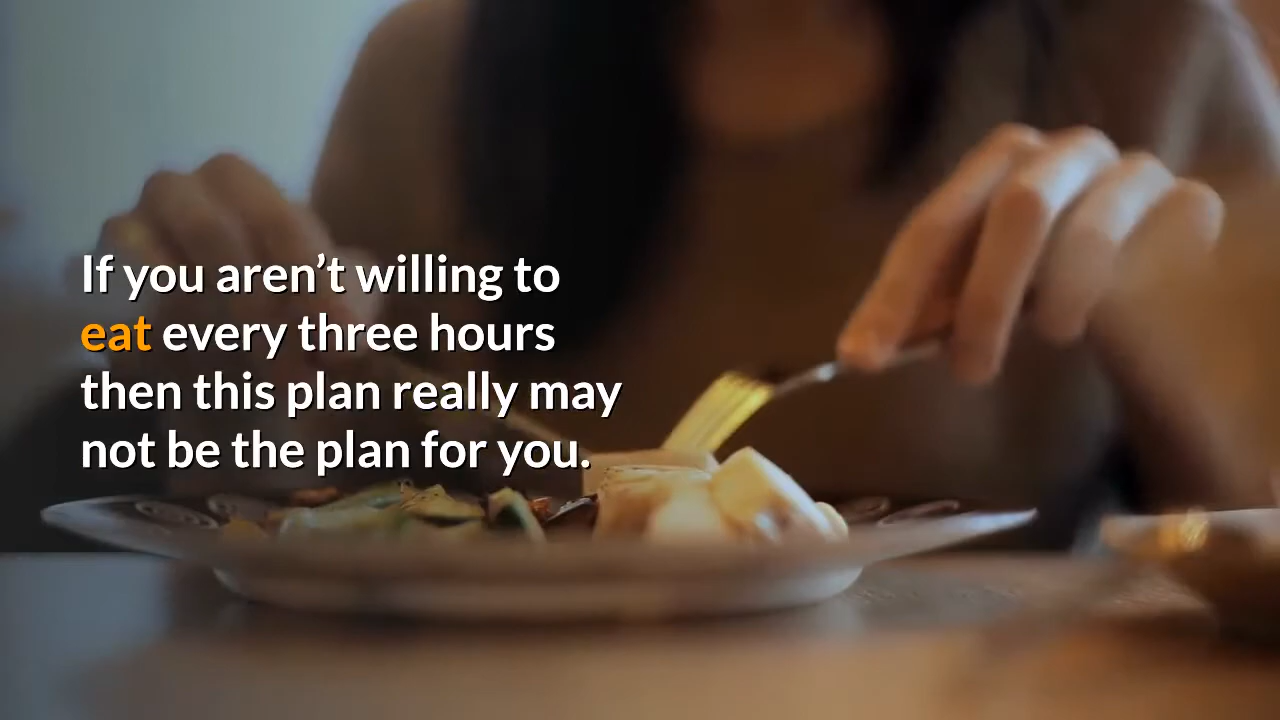 If you aren’t willing to
eat every three hours
then this plan really may
not be the plan for you.